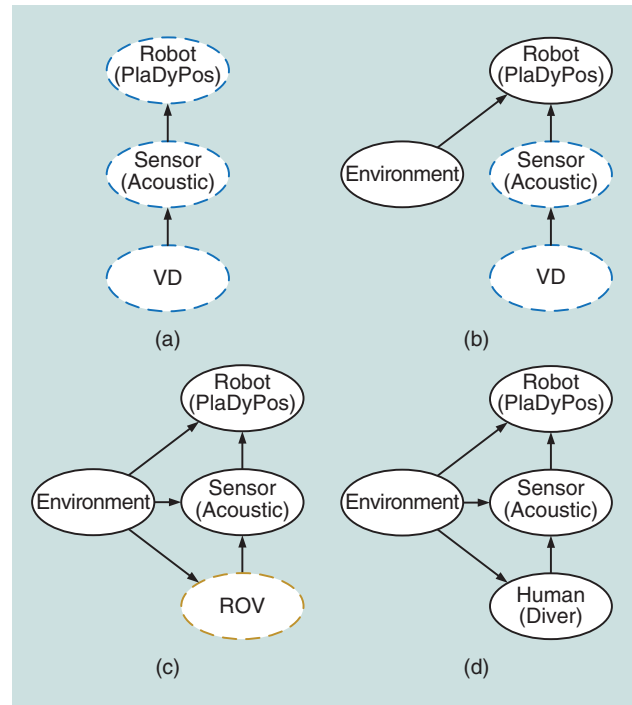 Robot
(PlaDyPos)
Sensor
(Acoustic)
VD
(a)
Robot
(PlaDyPos)
Environment
Sensor
(Acoustic)
VD
(b)
Robot
(PlaDyPos)
Environment
Sensor
(Acoustic)
ROV
(c)
Robot
(PlaDyPos)
Environment
Sensor
(Acoustic)
Human
(Diver)
(d)